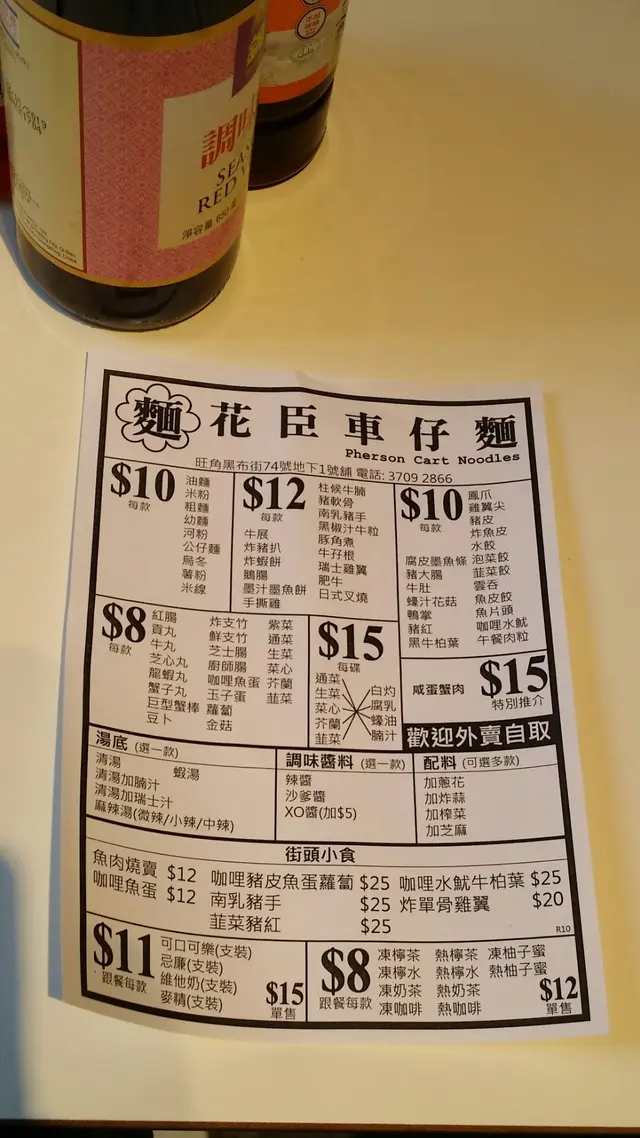 調味
SEA
RED V
淨容量 650 毫
麵 花臣車仔麵
Pherson Cart Noodles
旺角黑布街74號地下1號舖 電話: 3709 2866
$10
每款
油麵
米粉
粗麵
幼麵
河粉
公仔麵
烏冬
薯粉
米線
$12
每款
牛展
炸豬扒
炸蝦餅
鵝腸
墨汁墨魚餅
手撕雞
柱候牛腩
豬軟骨
南乳豬手
黑椒汁牛粒
豚角煮
牛孖根
瑞士雞翼
肥牛
日式叉燒
$10
每款
腐皮墨魚條
豬大腸
牛肚
蠔汁花菇
鴨掌
豬紅
黑牛柏葉
鳳爪
雞翼尖
豬皮
炸魚皮
水餃
泡菜餃
韮菜餃
雲吞
魚皮餃
魚片頭
咖哩水魷
午餐肉粒
$8
每款
紅腸
貢丸
牛丸
芝心丸
龍蝦丸
蟹子丸
巨型蟹棒
豆卜
炸支竹
鮮支竹
芝士腸
廚師腸
咖哩魚蛋
玉子蛋
蘿蔔
金菇
紫菜
通菜
生菜
菜心
芥蘭
韮菜
$15
每碟
通菜
生菜
菜心
芥蘭
韮菜
白灼
腐乳
蠔油
腩汁
咸蛋蟹肉 $15
特別推介
歡迎外賣自取
湯底 (選一款)
清湯 蝦湯
清湯加腩汁
清湯加瑞士汁
麻辣湯(微辣/小辣/中辣)
調味醬料 (選一款)
辣醬
沙爹醬
XO醬(加$5)
配料 (可選多款)
加蔥花
加炸蒜
加榨菜
加芝麻
街頭小食
魚肉燒賣 $12 咖哩豬皮魚蛋蘿蔔 $25 咖哩水魷牛柏葉 $25
咖哩魚蛋 $12 南乳豬手 $25 炸單骨雞翼 $20
韮菜豬紅 $25
R10
$11
跟餐每款
可口可樂(支裝)
忌廉(支裝)
維他奶(支裝)
麥精(支裝)
$15
單售
$8
跟餐每款
凍檸茶 熱檸茶 凍柚子蜜
凍檸水 熱檸水 熱柚子蜜
凍奶茶 熱奶茶
凍咖啡 熱咖啡
$12
單售